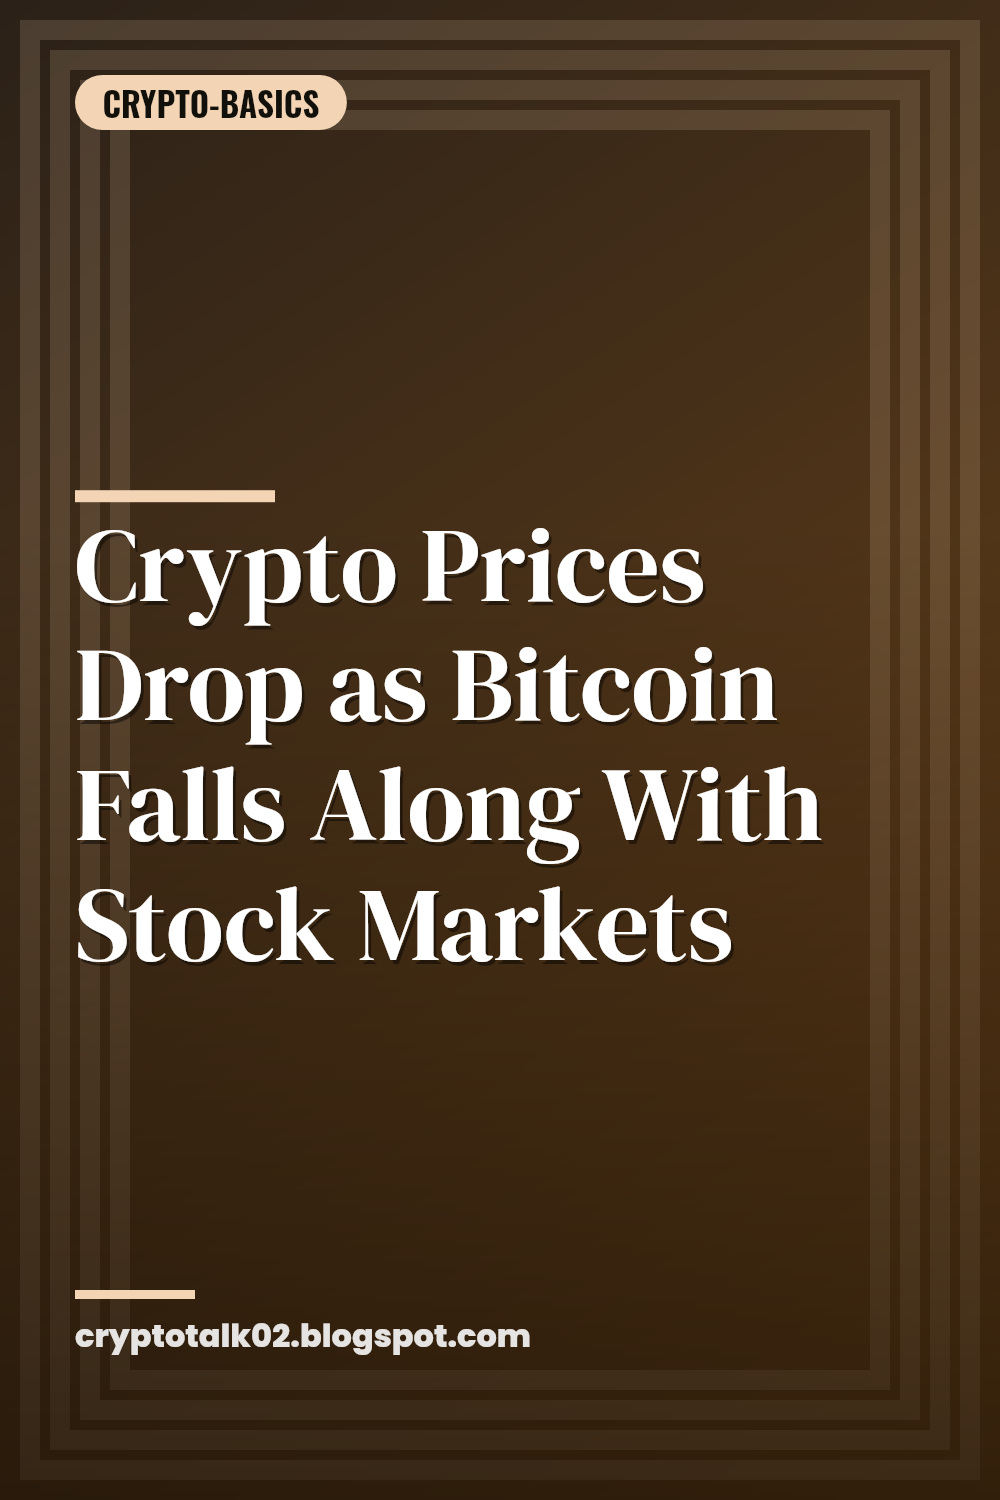 CRYPTO-BASICS
Crypto Prices
Drop as Bitcoin
Falls Along With
Stock Markets
cryptotalk02.blogspot.com